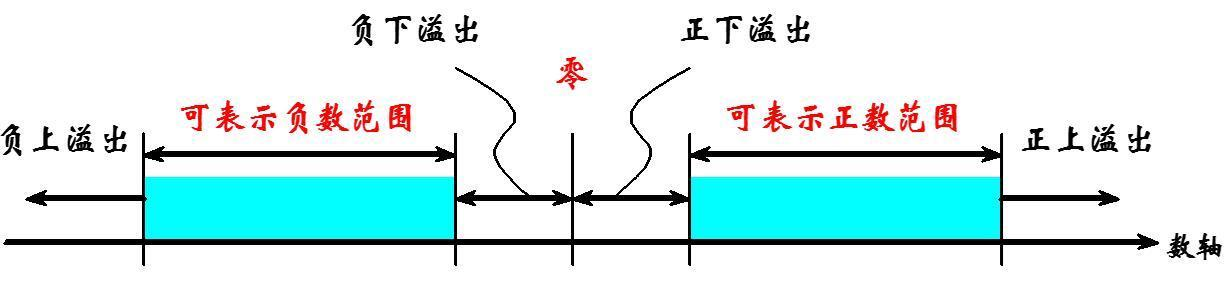 负下溢出
正下溢出
零
可表示负数范围
可表示正数范围
负上溢出
正上溢出
数轴